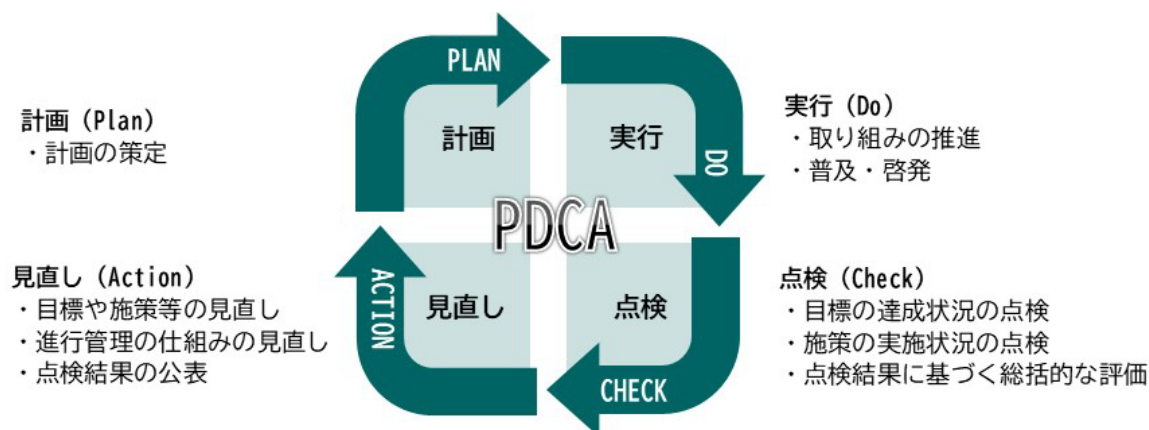 PLAN
計画
計画（Plan）
・計画の策定
DO
実行
実行（Do）
・取り組みの推進
・普及・啓発
PDCA
ACTION
見直し
見直し（Action）
・目標や施策等の見直し
・進行管理の仕組みの見直し
・点検結果の公表
CHECK
点検
点検（Check）
・目標の達成状況の点検
・施策の実施状況の点検
・点検結果に基づく総括的な評価